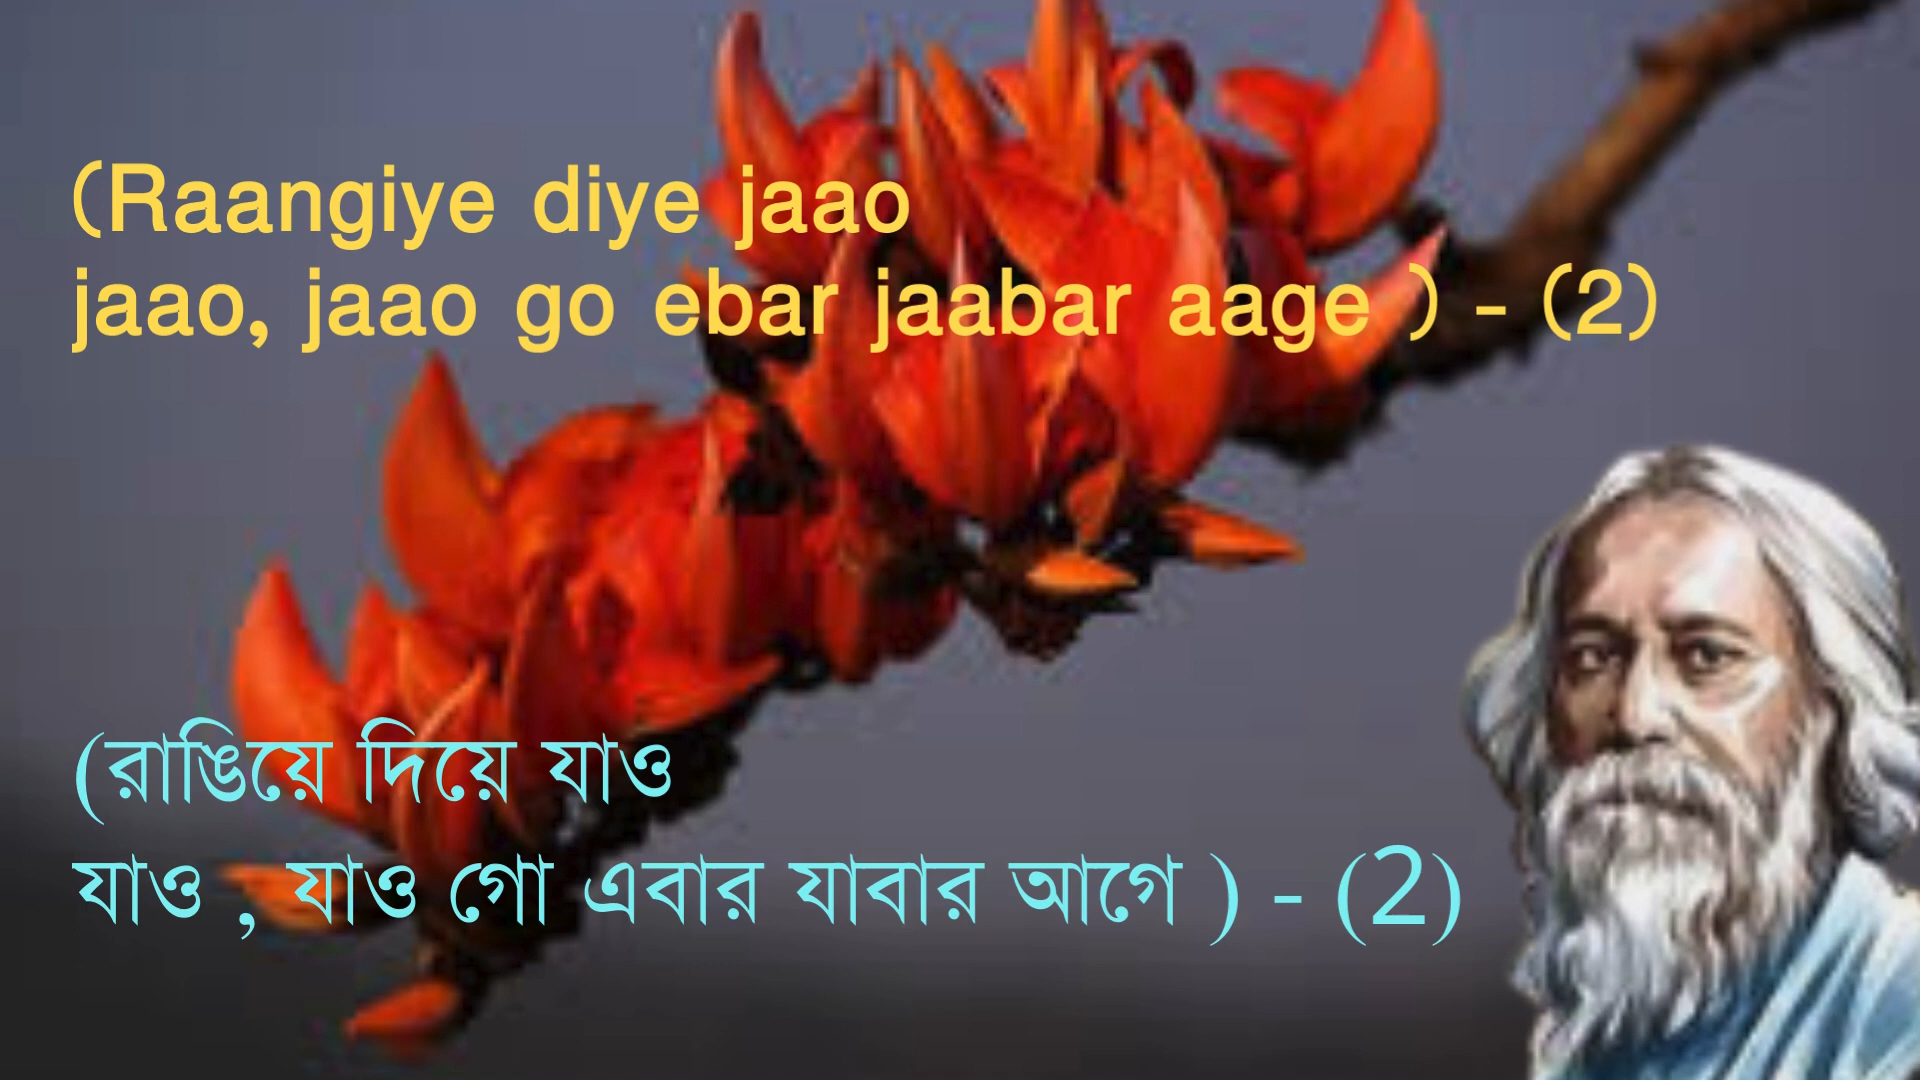 (Raangiye diye jaao
jaao, jaao go ebar jaabar aage ) - (2)
(রাঙিয়ে দিয়ে যাও
যাও , যাও গো এবার যাবার আগে ) - (2)